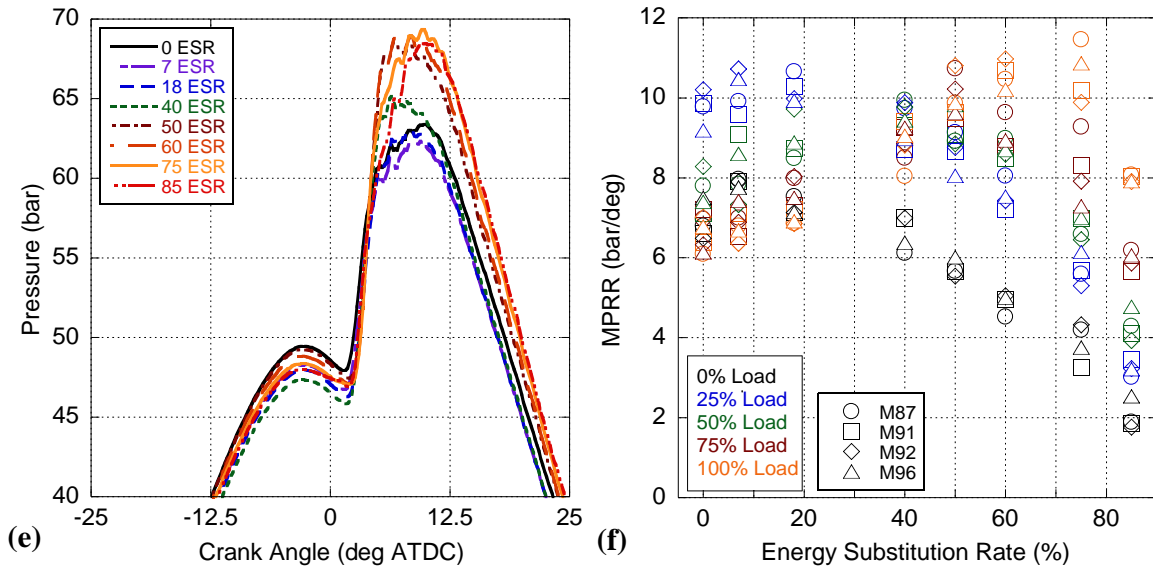 70
65
60
55
50
45
40
-25
-12.5
0
12.5
25
Pressure (bar)
Crank Angle (deg ATDC)
0 ESR
7 ESR
18 ESR
40 ESR
50 ESR
60 ESR
75 ESR
85 ESR
(e)
12
10
8
6
4
2
0
0
20
40
60
80
MPRR (bar/deg)
Energy Substitution Rate (%)
0% Load
25% Load
50% Load
75% Load
100% Load
M87
M91
M92
M96
(f)